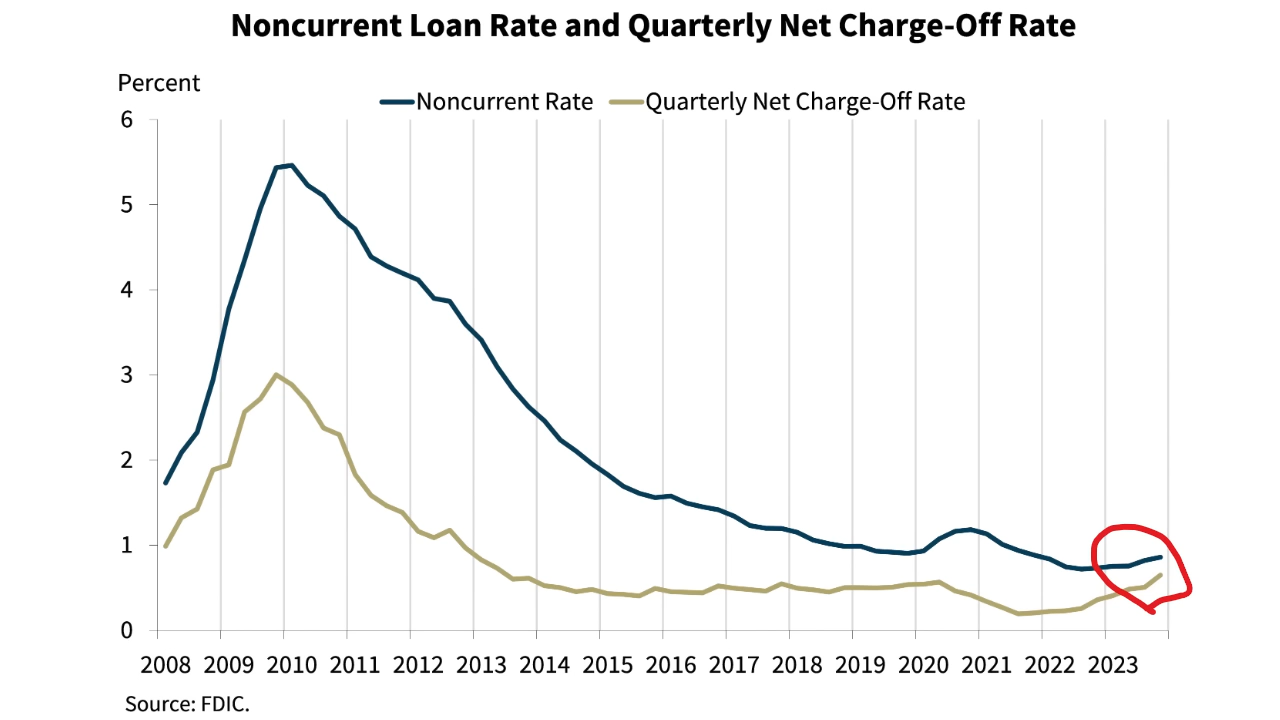 Noncurrent Loan Rate and Quarterly Net Charge-Off Rate
Percent
Noncurrent Rate Quarterly Net Charge-Off Rate
6
5
4
3
2
1
0
2008 2009 2010 2011 2012 2013 2014 2015 2016 2017 2018 2019 2020 2021 2022 2023
Source: FDIC.